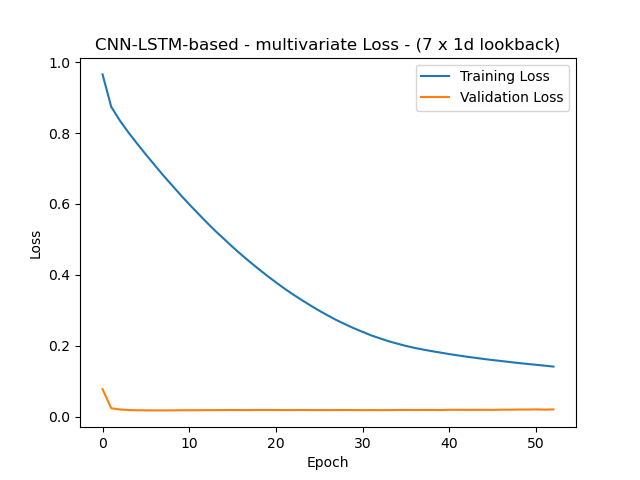 CNN-LSTM-based - multivariate Loss - (7 x 1d lookback)
1.0
0.8
0.6
0.4
0.2
0.0
Loss
Training Loss
Validation Loss
0 10 20 30 40 50
Epoch